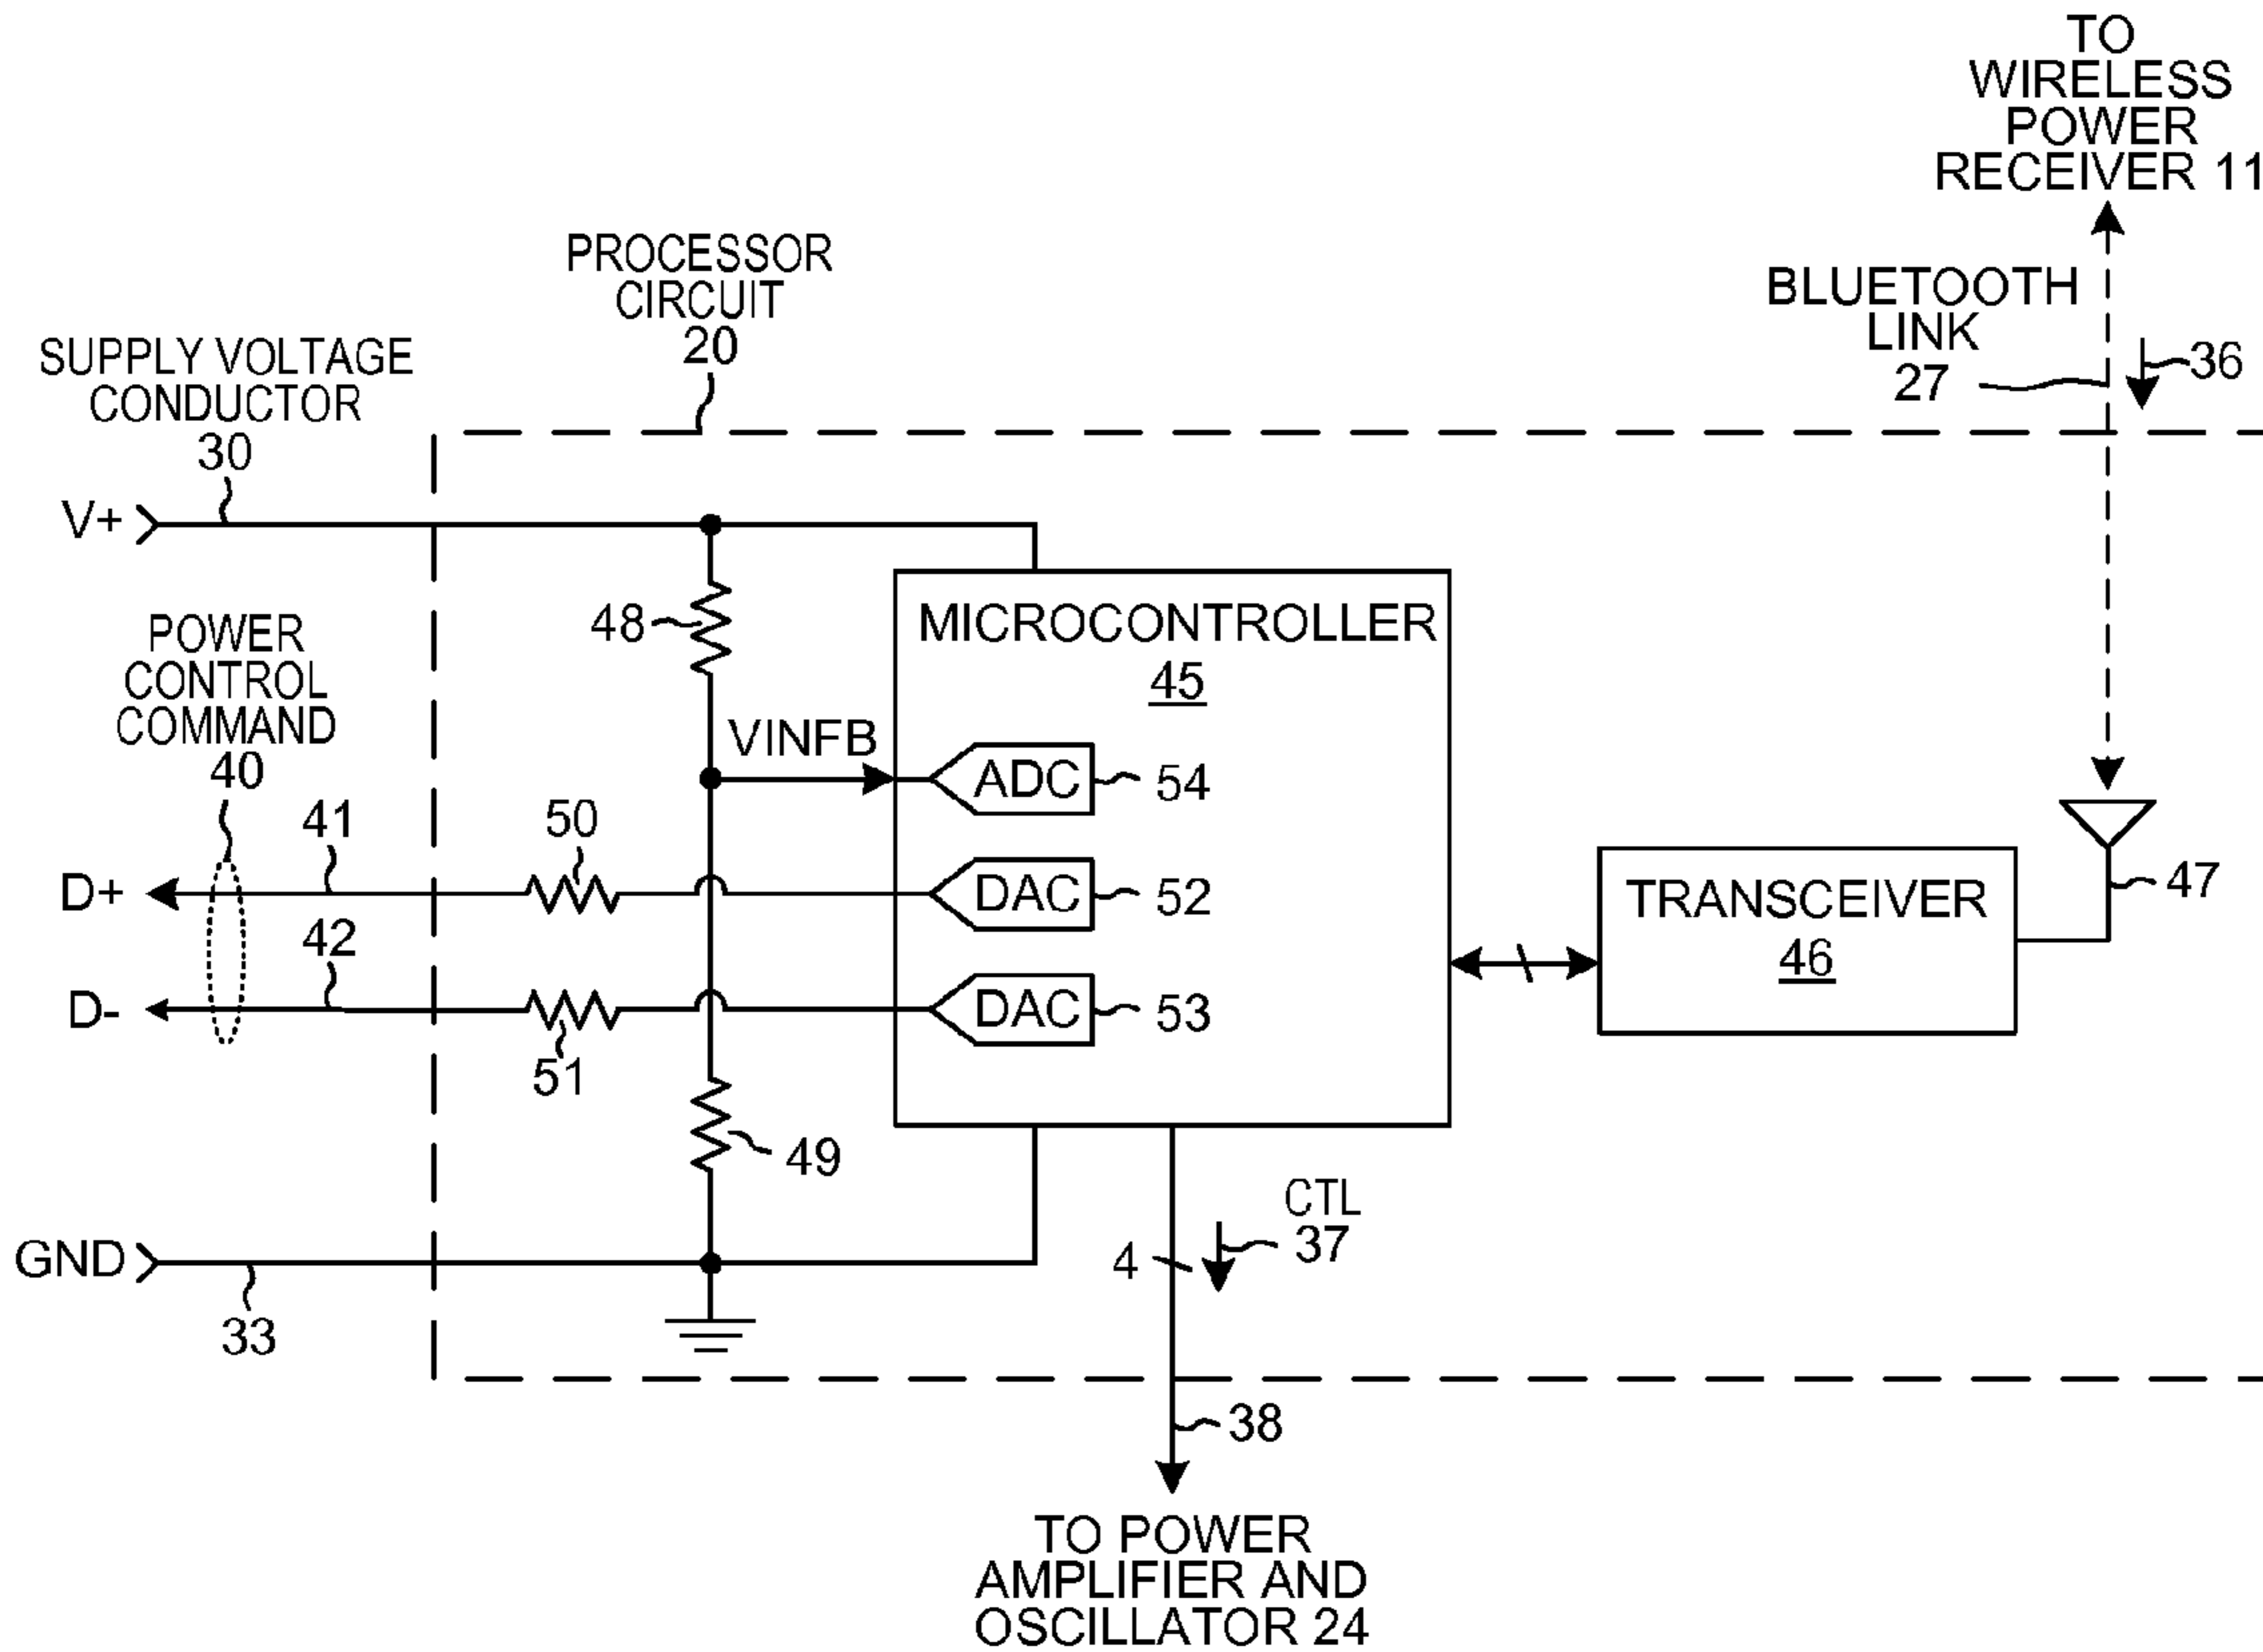 TO
WIRELESS
POWER
RECEIVER 11
BLUETOOTH
LINK
27
36
PROCESSOR
CIRCUIT
20
SUPPLY VOLTAGE
CONDUCTOR
30
V+
48
MICROCONTROLLER
45
POWER
CONTROL
COMMAND
40
VINFB
ADC
54
41
50
D+
DAC
52
47
TRANSCEIVER
46
42
D-
DAC
53
51
49
CTL
37
4
GND
33
38
TO POWER
AMPLIFIER AND
OSCILLATOR 24